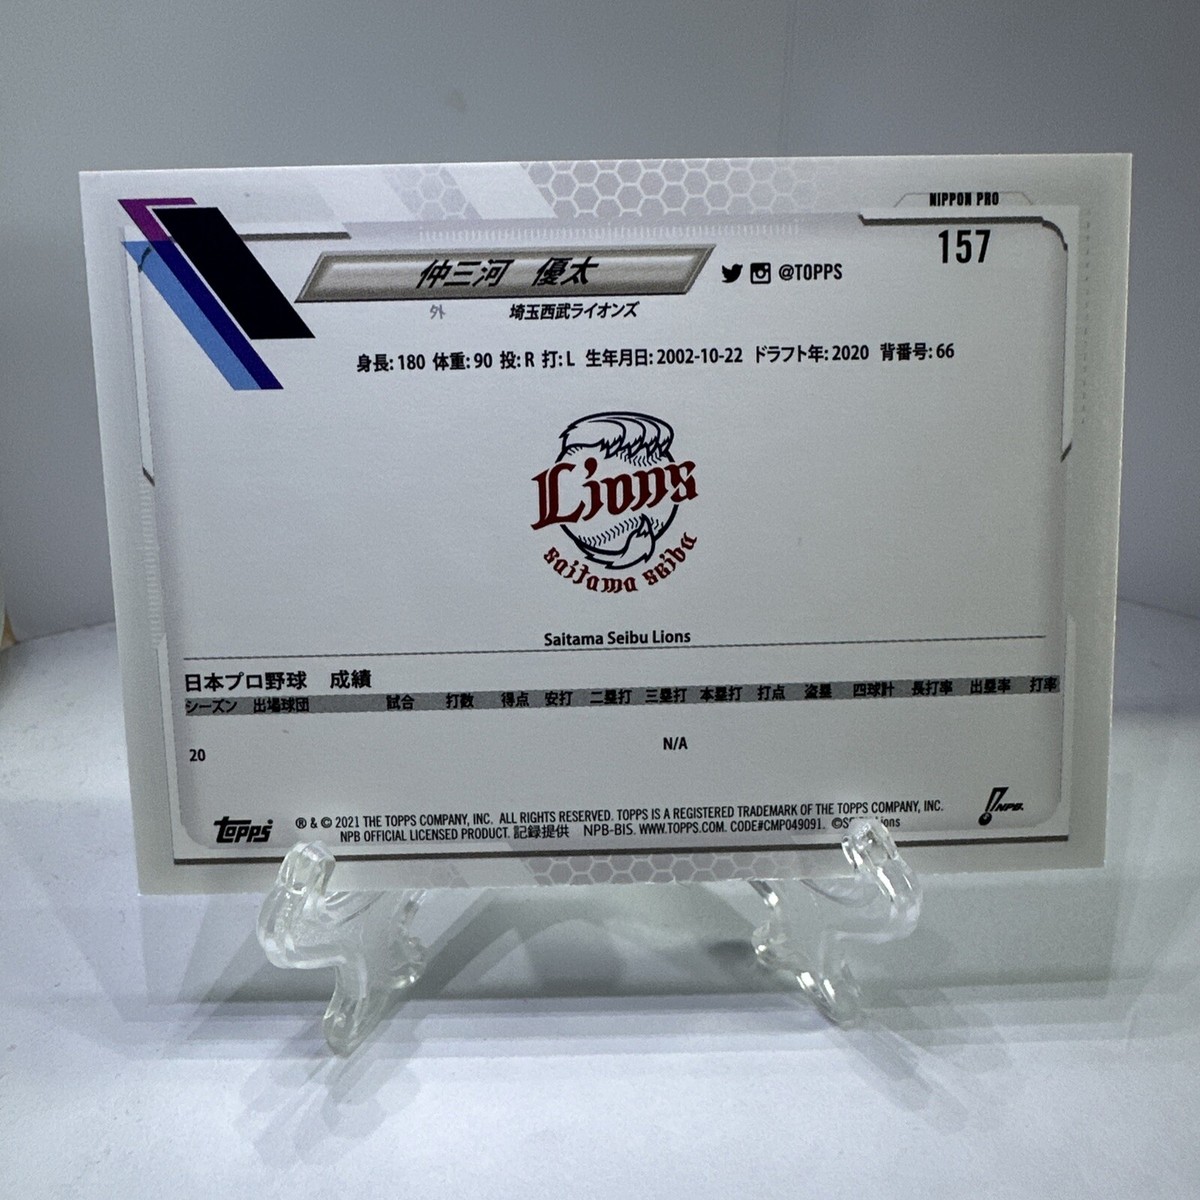 NIPPON PRO
157
仲三河 優太
@TOPPS
外 埼玉西武ライオンズ
身長: 180 体重: 90 投: R 打: L 生年月日: 2002-10-22 ドラフト年: 2020 背番号: 66
Lions
Saitama Seibu
Saitama Seibu Lions
日本プロ野球 成績
シーズン 出場球団 試合 打数 得点 安打 二塁打 三塁打 本塁打 打点 盗塁 四球計 長打率 出塁率 打率
20 N/A
Topps
® & © 2021 THE TOPPS COMPANY, INC. ALL RIGHTS RESERVED. TOPPS IS A REGISTERED TRADEMARK OF THE TOPPS COMPANY, INC.
NPB OFFICIAL LICENSED PRODUCT. 記録提供 NPB-BIS. WWW.TOPPS.COM. CODE#CMP049091. Lions
NPB.